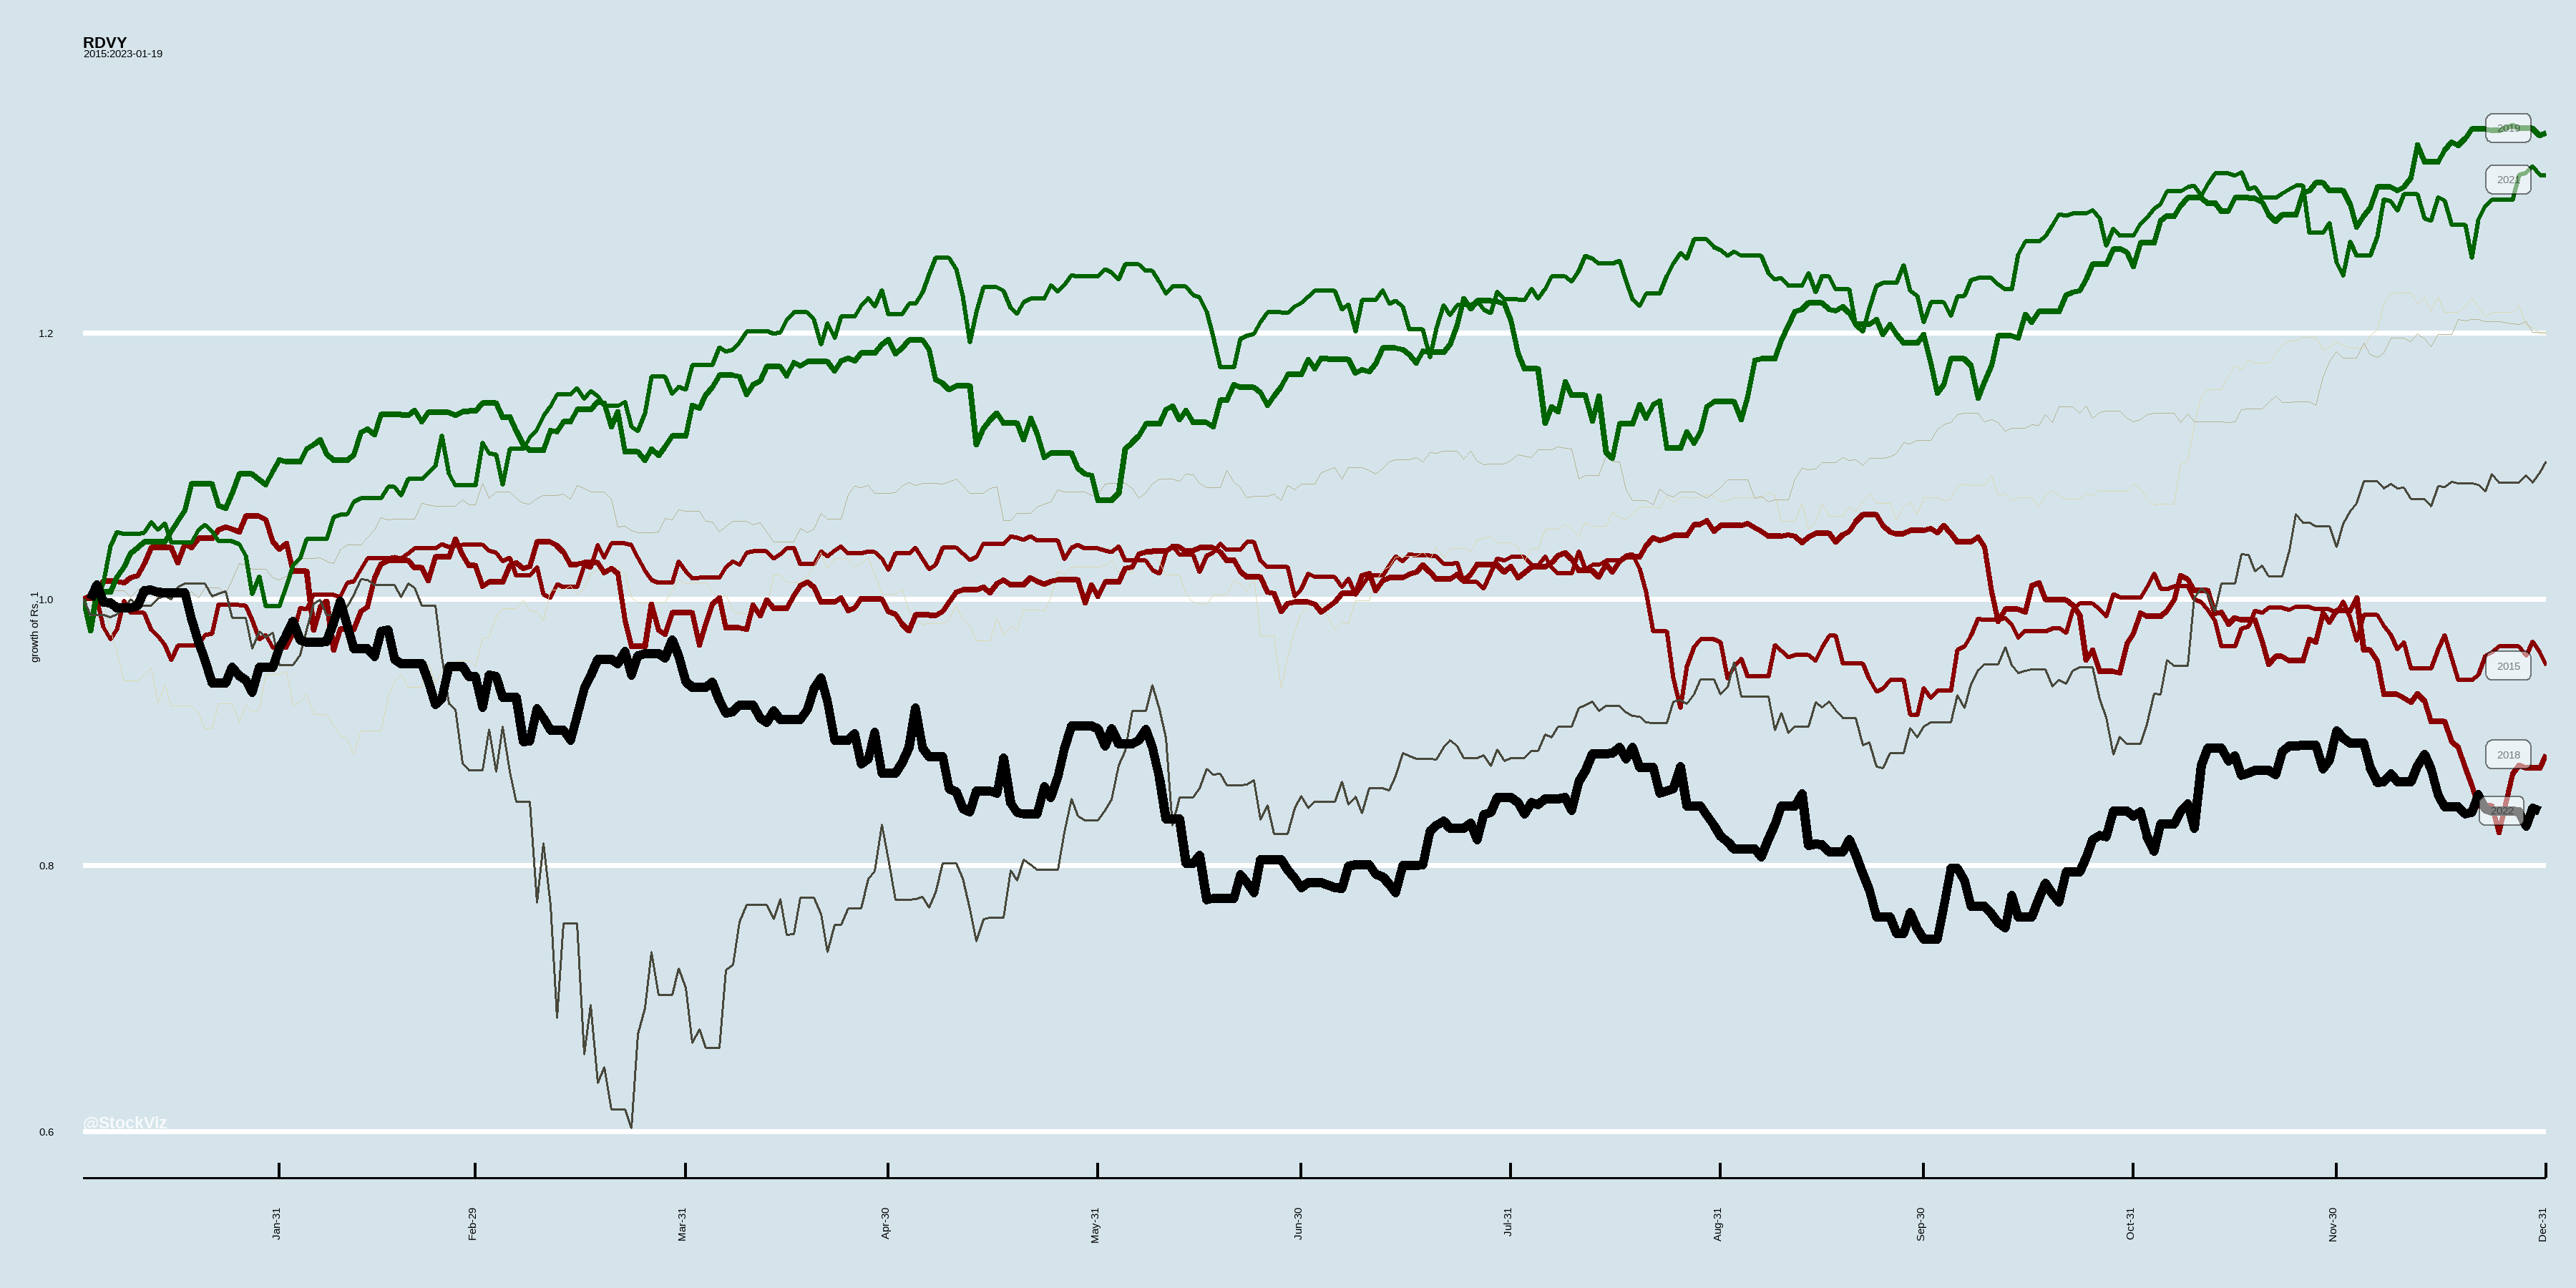 RDVY
2015:2023-01-19
2019
2021
1.2
growth of Rs. 1
1.0
2015
2018
2022
0.8
@StockViz
0.6
Jan-31
Feb-29
Mar-31
Apr-30
May-31
Jun-30
Jul-31
Aug-31
Sep-30
Oct-31
Nov-30
Dec-31